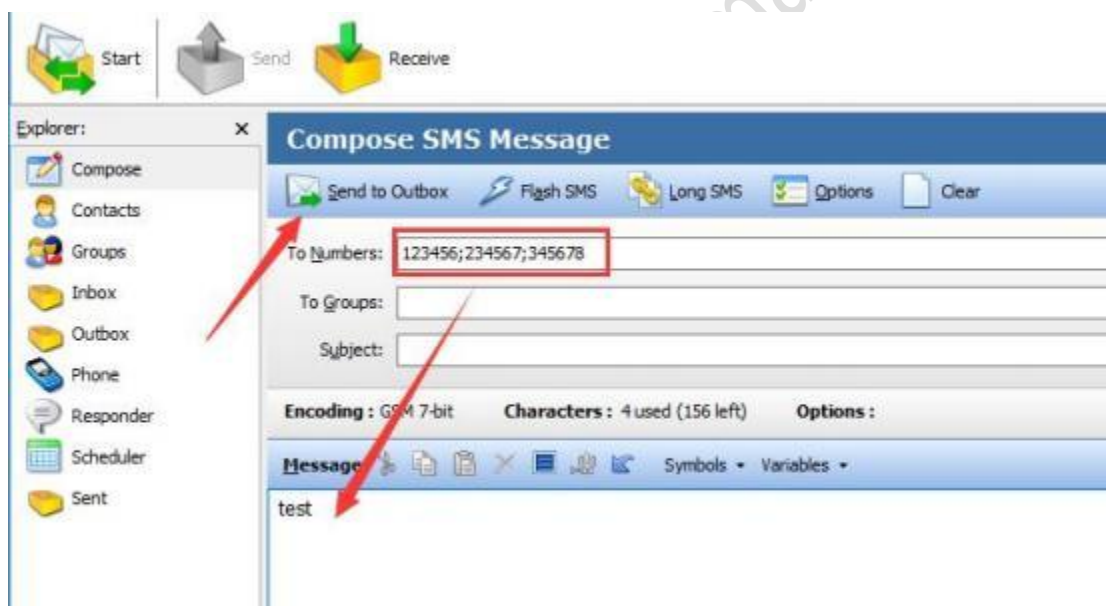 Start Send Receive
Explorer: x
Compose
Contacts
Groups
Inbox
Outbox
Phone
Responder
Scheduler
Sent
Compose SMS Message
Send to Outbox Flash SMS Long SMS Options Clear
To Numbers: 123456;234567;345678
To Groups:
Subject:
Encoding : GSM 7-bit Characters : 4 used (156 left) Options :
Message Symbols Variables
test